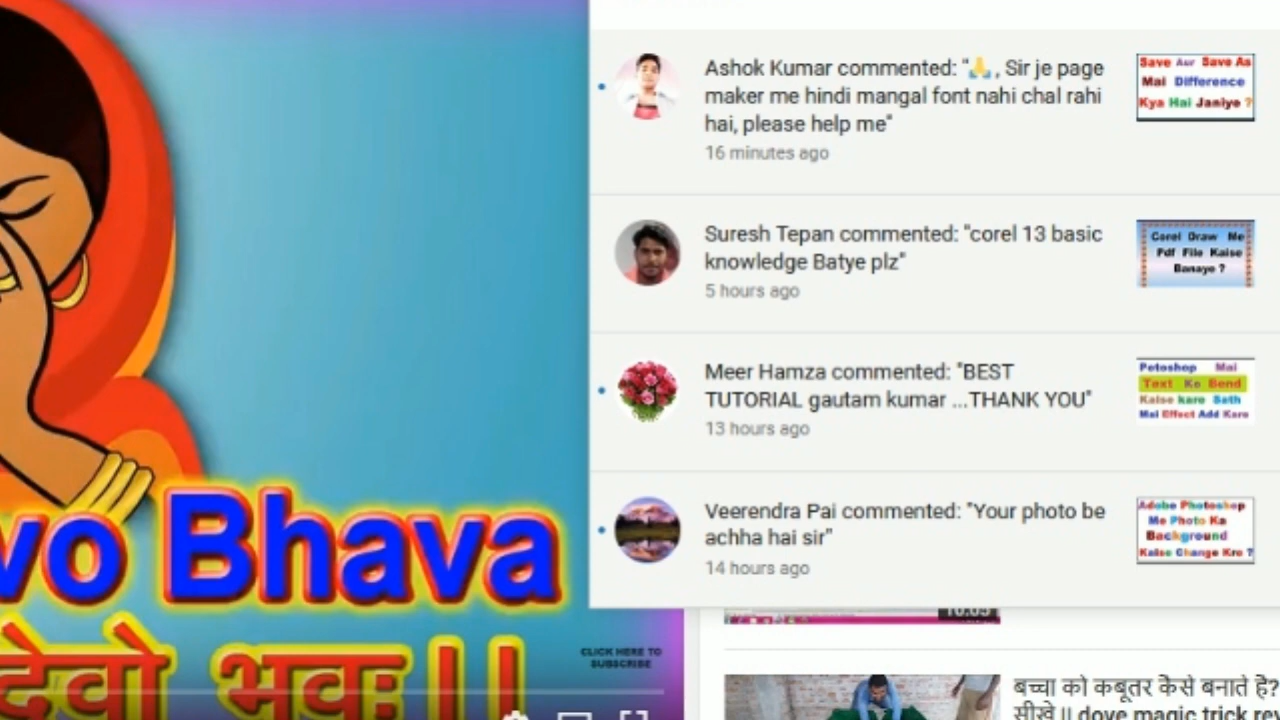 Ashok Kumar commented: "🙏, Sir je page
maker me hindi mangal font nahi chal rahi
hai, please help me"
16 minutes ago
Save Aur Save As
Mai Difference
Kya Hai Janiye ?
Suresh Tepan commented: "corel 13 basic
knowledge Batye plz"
5 hours ago
Corel Draw Me
Pdf File Kaise
Banaye ?
Meer Hamza commented: "BEST
TUTORIAL gautam kumar ...THANK YOU"
13 hours ago
Potoshop Mai
Text Ko Bend
Kaise kare Sath
Mai Effect Add Kare
Veerendra Pai commented: "Your photo be
achha hai sir"
14 hours ago
Adobe Photoshop
Me Photo Ka
Background
Kaise Change Kre ?
vo Bhava
देवो भवः ||
CLICK HERE TO
SUBSCRIBE
बच्चा को कबूतर कैसे बनाते है?
सीखे || dove magic trick rev